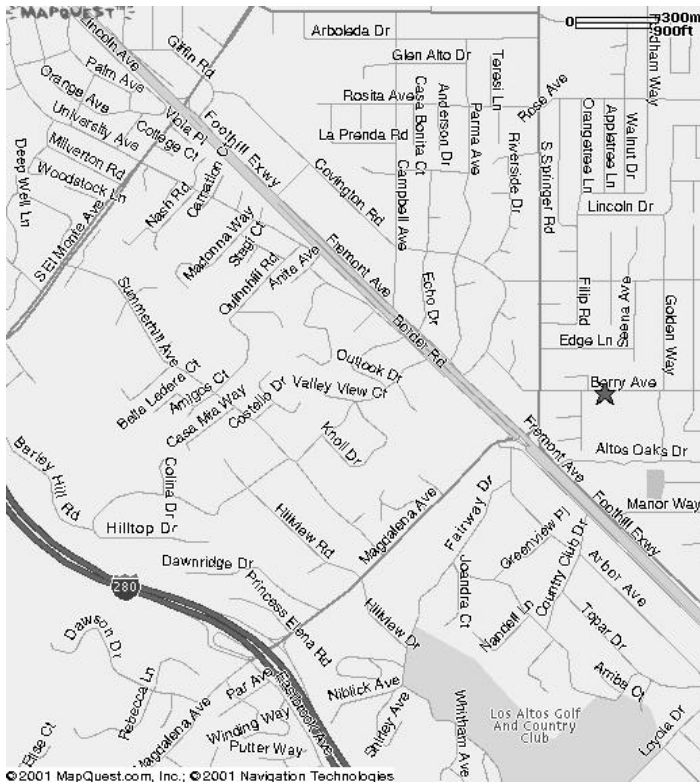 MAPQUEST
0 300m
900ft
Lincoln Ave
Giffin Rd
Arboleda Dr
Palm Ave
Glen Alto Dr
Teresi Ln
Orange Ave
Rosita Ave
Casa Bonita Ct
Anderson Dr
Parma Ave
Rose Ave
University Ave
Viola Pl
College Ct
Foothill Expwy
La Prenda Rd
Riverside Dr
S Springer Rd
Orangetree Ln
Appletree Ln
Walnut Dr
Milverton Rd
Woodstock Ln
Deep Well Ln
Nash Rd
Carnation Ct
Covington Rd
Campbell Ave
Lincoln Dr
S El Monte Ave
Madonna Way
Stegi Ct
Quinnhill Rd
Anita Ave
Fremont Ave
Echo Dr
Filip Rd
Golden Way
Summerhill Ave
Border Rd
Edge Ln
Outlook Dr
Bella Ladera Ct
Amigos Ct
Casa Mia Way
Costello Dr
Valley View Ct
Berry Ave
Barley Hill Rd
Colina Dr
Knoll Dr
Fremont Ave
Altos Oaks Dr
Hilltop Dr
Hillview Rd
Magdalena Ave
Fairway Dr
Foothill Expwy
Manor Way
Dawnridge Dr
Greenview Pl
Country Club Dr
280
Princess Elena Rd
Hillview Dr
Joandra Ct
Nandell Ln
Arbor Ave
Topar Dr
Dawson Dr
Rebecca Ln
Par Ave
Eastbrook Ave
Niblick Ave
Arriba Ct
Elise Ct
Magdalena Ave
Winding Way
Putter Way
Shirley Ave
Whitham Ave
Los Altos Golf
And Country
Club
Loyola Dr
©2001 MapQuest.com, Inc.; ©2001 Navigation Technologies